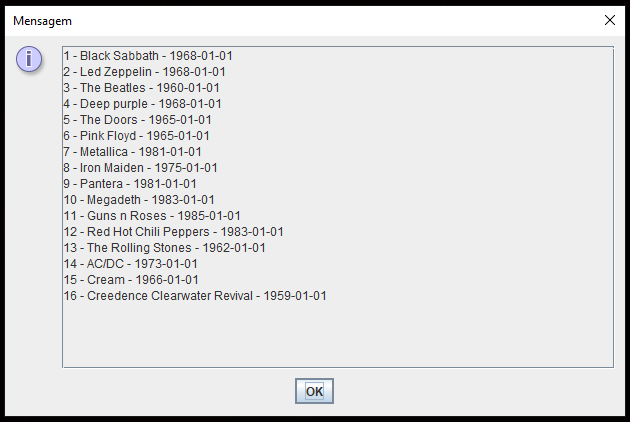 Mensagem
1 - Black Sabbath - 1968-01-01
2 - Led Zeppelin - 1968-01-01
3 - The Beatles - 1960-01-01
4 - Deep purple - 1968-01-01
5 - The Doors - 1965-01-01
6 - Pink Floyd - 1965-01-01
7 - Metallica - 1981-01-01
8 - Iron Maiden - 1975-01-01
9 - Pantera - 1981-01-01
10 - Megadeth - 1983-01-01
11 - Guns n Roses - 1985-01-01
12 - Red Hot Chili Peppers - 1983-01-01
13 - The Rolling Stones - 1962-01-01
14 - AC/DC - 1973-01-01
15 - Cream - 1966-01-01
16 - Creedence Clearwater Revival - 1959-01-01
OK